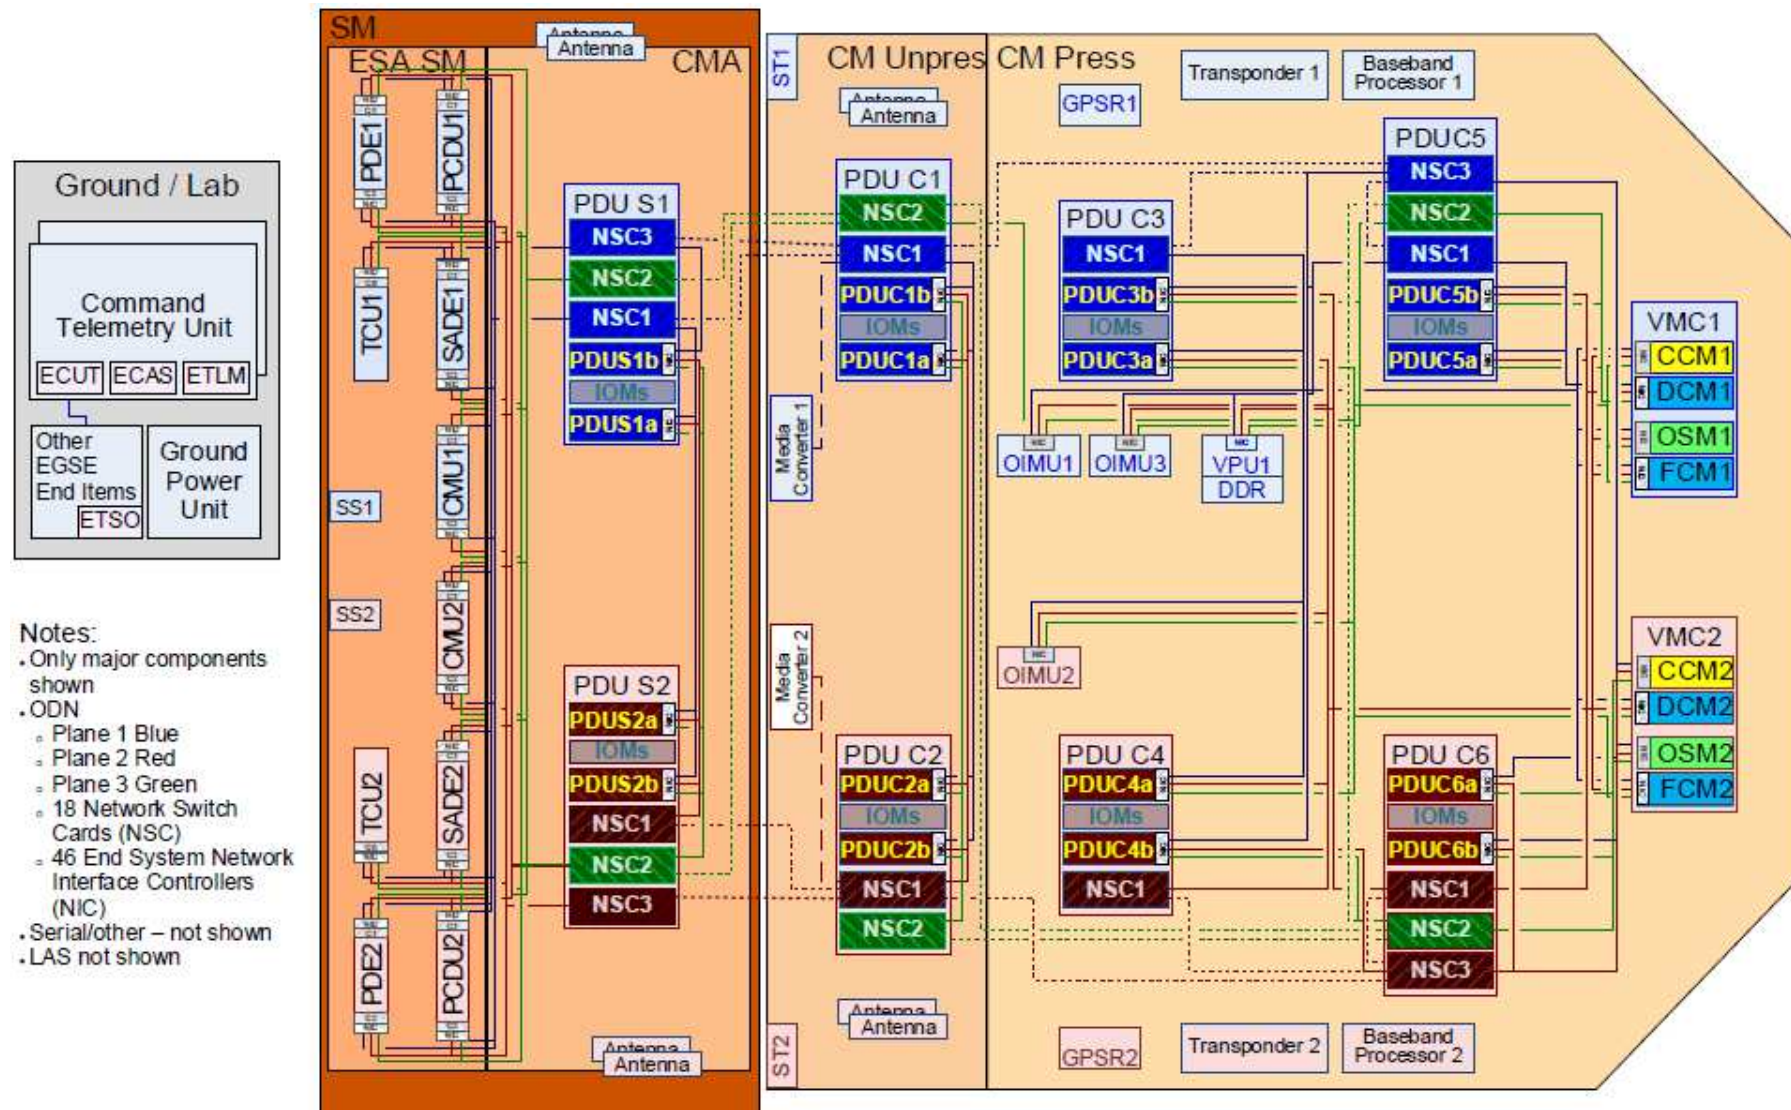 Ground / Lab
Command
Telemetry Unit
ECUT ECAS ETLM
Other
EGSE
End Items
ETSO
Ground
Power
Unit
Notes:
Only major components
shown
ODN
Plane 1 Blue
Plane 2 Red
Plane 3 Green
18 Network Switch
Cards (NSC)
46 End System Network
Interface Controllers
(NIC)
Serial/other – not shown
LAS not shown
SM
ESA SM
CMA
Antenna
Antenna
PDE1
PCDU1
TCU1
SADE1
CMU1
SS1
SS2
CMU2
TCU2
SADE2
PDE2
PCDU2
PDU S1
NSC3
NSC2
NSC1
PDUS1b
IOMs
PDUS1a
PDU S2
PDUS2a
IOMs
PDUS2b
NSC1
NSC2
NSC3
Antenna
Antenna
ST1
CM Unpres
Antenna
Antenna
PDU C1
NSC2
NSC1
PDUC1b
IOMs
PDUC1a
Media
Converter 1
Media
Converter 2
PDU C2
PDUC2a
IOMs
PDUC2b
NSC1
NSC2
Antenna
Antenna
ST2
CM Press
GPSR1
Transponder 1
Baseband
Processor 1
PDU C3
NSC1
PDUC3b
IOMs
PDUC3a
PDUC5
NSC3
NSC2
NSC1
PDUC5b
IOMs
PDUC5a
OIMU1
OIMU3
VPU1
DDR
OIMU2
VMC1
CCM1
DCM1
OSM1
FCM1
VMC2
CCM2
DCM2
OSM2
FCM2
PDU C4
PDUC4a
IOMs
PDUC4b
NSC1
PDU C6
PDUC6a
IOMs
PDUC6b
NSC1
NSC2
NSC3
GPSR2
Transponder 2
Baseband
Processor 2